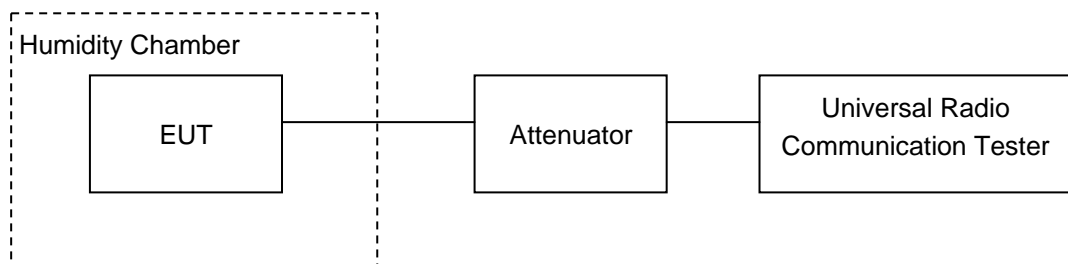 Humidity Chamber
EUT
Attenuator
Universal Radio
Communication Tester